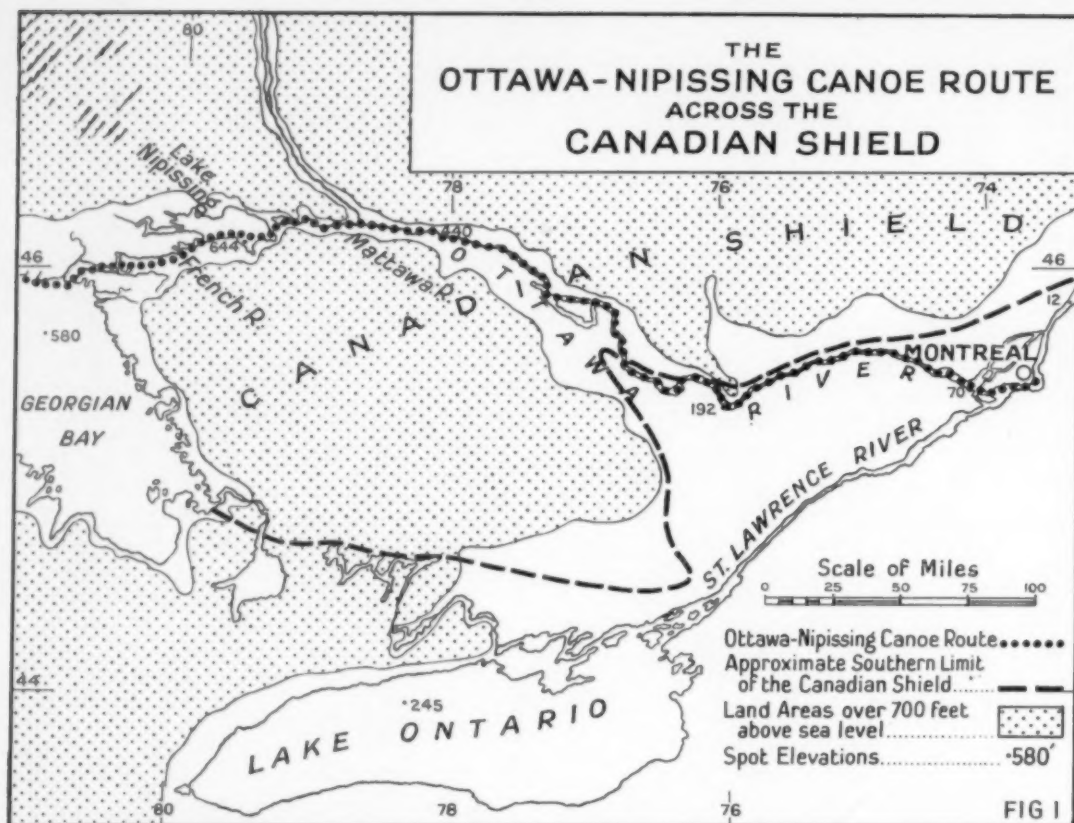 THE
OTTAWA-NIPISSING CANOE ROUTE
ACROSS THE
CANADIAN SHIELD
80
78
76
74
Lake
Nipissing
644
440
Mattawa R.
French R.
46
46
CANADIAN SHIELD
OTTAWA RIVER
12
MONTREAL
70
192
·580
GEORGIAN
BAY
ST. LAWRENCE RIVER
Scale of Miles
0 25 50 75 100
Ottawa-Nipissing Canoe Route
Approximate Southern Limit
of the Canadian Shield
Land Areas over 700 feet
above sea level
Spot Elevations ·580'
44
·245
LAKE ONTARIO
80
78
76
FIG I